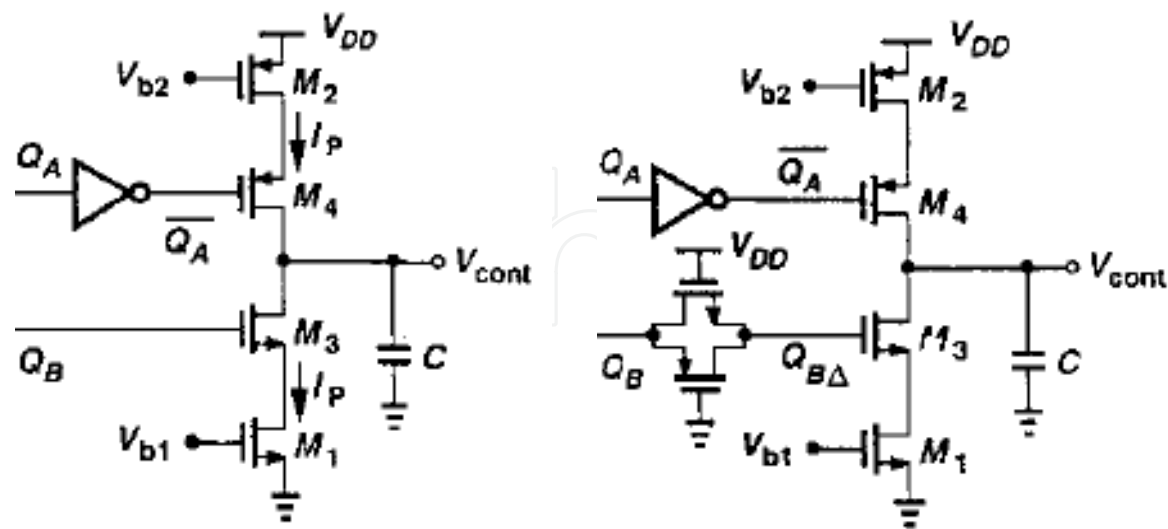 V_DD
V_b2
M_2
I_P
Q_A
M_4
\overline{Q_A}
V_cont
M_3
Q_B
C
I_P
V_b1
M_1
V_DD
V_b2
M_2
Q_A
\overline{Q_A}
M_4
V_DD
V_cont
M_3
Q_B
Q_BΔ
C
V_b1
M_1